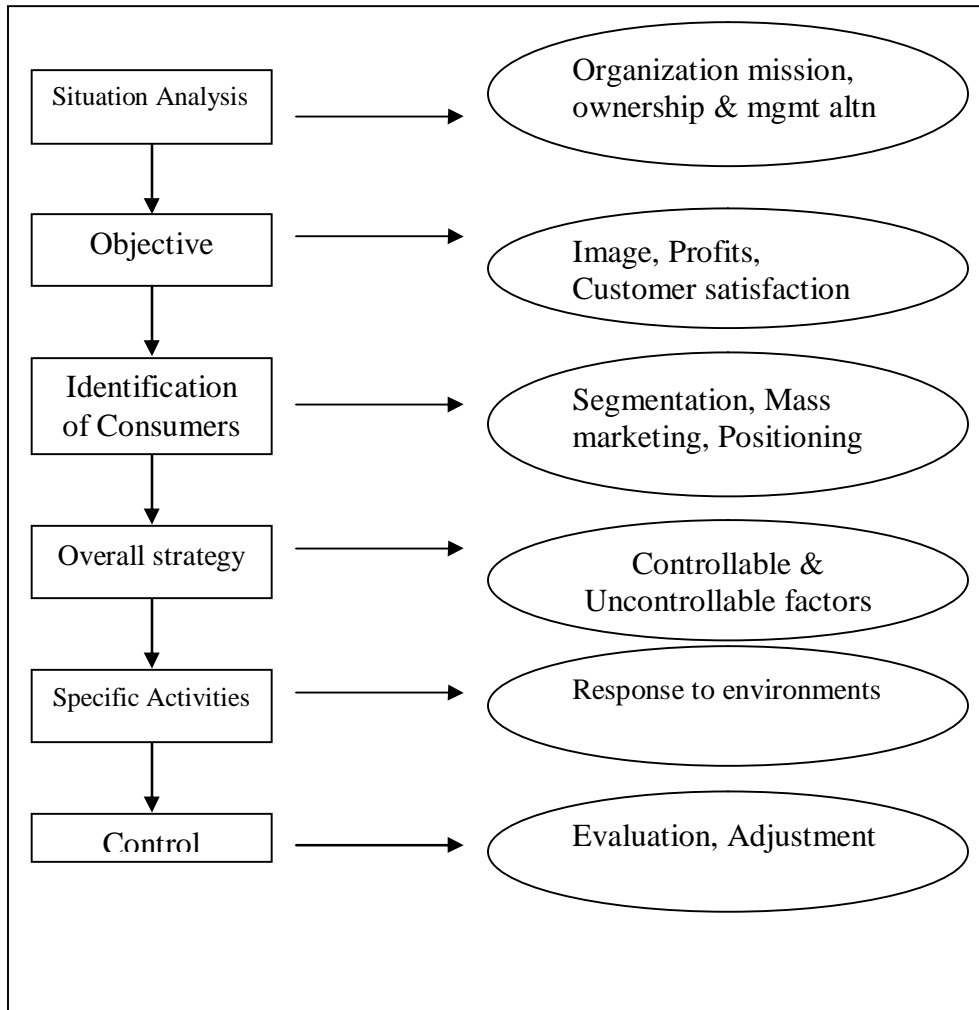 Situation Analysis
Organization mission,
ownership & mgmt altn
Objective
Image, Profits,
Customer satisfaction
Identification
of Consumers
Segmentation, Mass
marketing, Positioning
Overall strategy
Controllable &
Uncontrollable factors
Specific Activities
Response to environments
Control
Evaluation, Adjustment